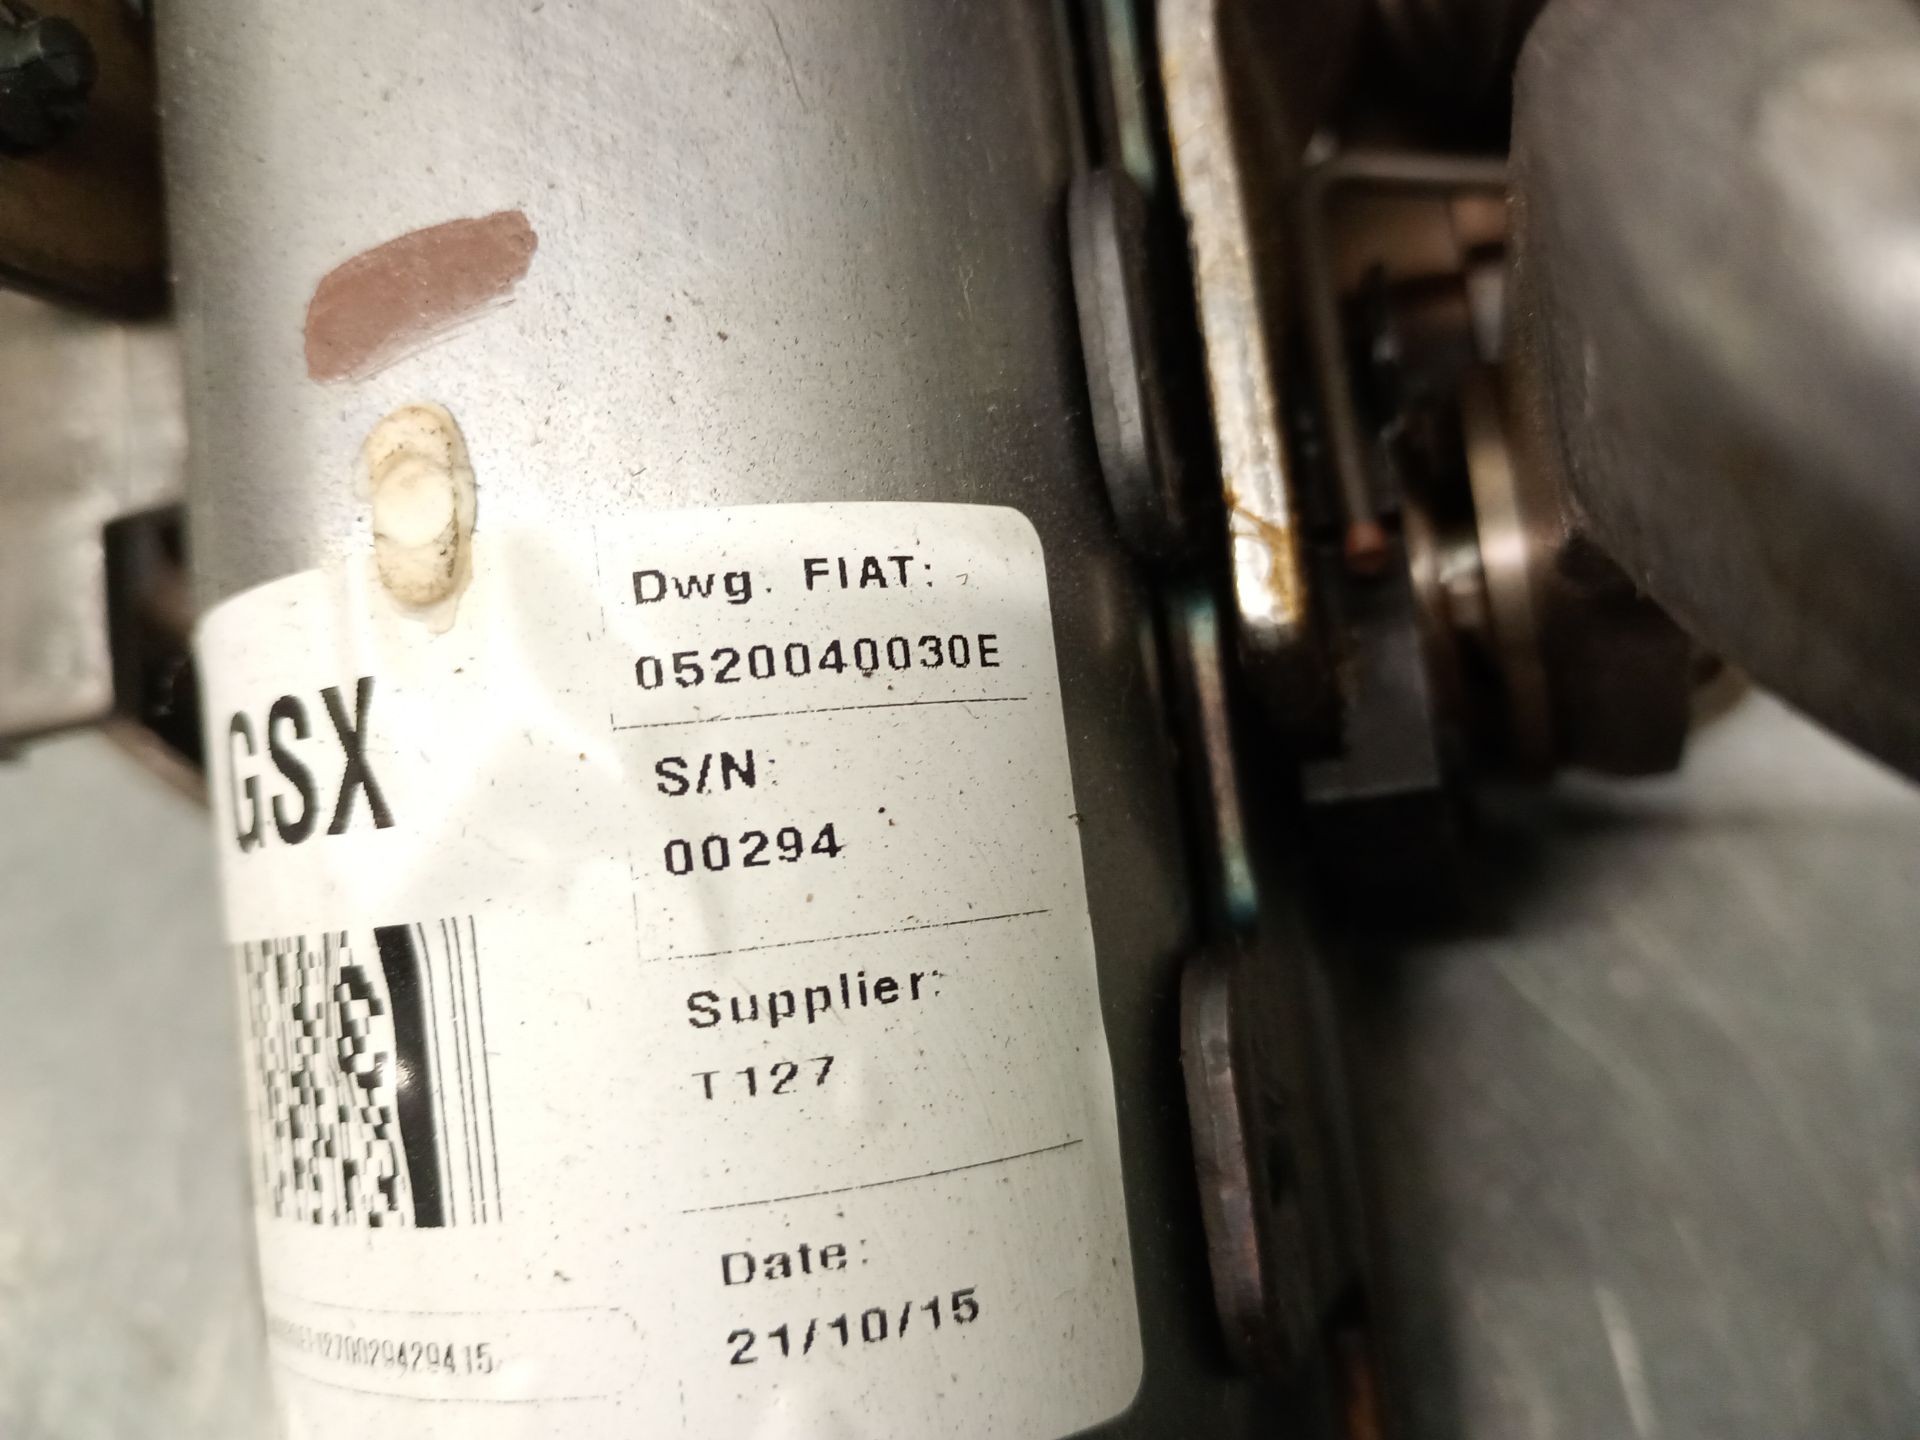 Dwg. FIAT:
0520040030E
GSX
S/N:
00294
Supplier:
T127
Date:
21/10/15